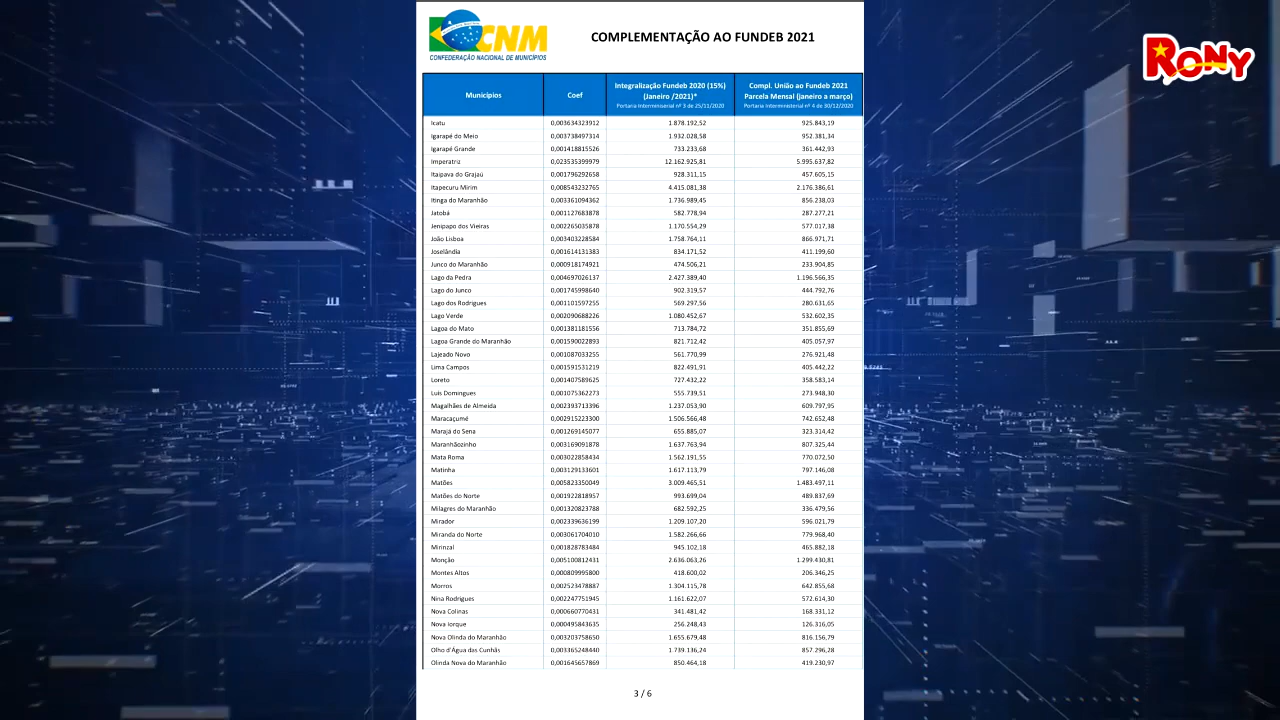 CNM
CONFEDERAÇÃO NACIONAL DE MUNICÍPIOS
COMPLEMENTAÇÃO AO FUNDEB 2021
RONY
Municípios Coef Integralização Fundeb 2020 (15%) (Janeiro /2021)* Portaria Interminiserial nº 3 de 25/11/2020 Compl. União ao Fundeb 2021 Parcela Mensal (janeiro a março) Portaria Interministerial nº 4 de 30/12/2020
Icatu 0,003634323912 1.878.192,52 925.843,19
Igarapé do Meio 0,003738497314 1.932.028,58 952.381,34
Igarapé Grande 0,001418815526 733.233,68 361.442,93
Imperatriz 0,023535399979 12.162.925,81 5.995.637,82
Itaipava do Grajaú 0,001796292658 928.311,15 457.605,15
Itapecuru Mirim 0,008543232765 4.415.081,38 2.176.386,61
Itinga do Maranhão 0,003361094362 1.736.989,45 856.238,03
Jatobá 0,001127683878 582.778,94 287.277,21
Jenipapo dos Vieiras 0,002265035878 1.170.554,29 577.017,38
João Lisboa 0,003403228584 1.758.764,11 866.971,71
Joselândia 0,001614131383 834.171,52 411.199,60
Junco do Maranhão 0,000918174921 474.506,21 233.904,85
Lago da Pedra 0,004697026137 2.427.389,40 1.196.566,35
Lago do Junco 0,001745998640 902.319,57 444.792,76
Lago dos Rodrigues 0,001101597255 569.297,56 280.631,65
Lago Verde 0,002090688226 1.080.452,67 532.602,35
Lagoa do Mato 0,001381181556 713.784,72 351.855,69
Lagoa Grande do Maranhão 0,001590022893 821.712,42 405.057,97
Lajeado Novo 0,001087033255 561.770,99 276.921,48
Lima Campos 0,001591531219 822.491,91 405.442,22
Loreto 0,001407589625 727.432,22 358.583,14
Luís Domingues 0,001075362273 555.739,51 273.948,30
Magalhães de Almeida 0,002393713396 1.237.053,90 609.797,95
Maracaçumé 0,002915223300 1.506.566,48 742.652,48
Marajá do Sena 0,001269145077 655.885,07 323.314,42
Maranhãozinho 0,003169091878 1.637.763,94 807.325,44
Mata Roma 0,003022858434 1.562.191,55 770.072,50
Matinha 0,003129133601 1.617.113,79 797.146,08
Matões 0,005823350049 3.009.465,51 1.483.497,11
Matões do Norte 0,001922818957 993.699,04 489.837,69
Milagres do Maranhão 0,001320823788 682.592,25 336.479,56
Mirador 0,002339636199 1.209.107,20 596.021,79
Miranda do Norte 0,003061704010 1.582.266,66 779.968,40
Mirinzal 0,001828783484 945.102,18 465.882,18
Monção 0,005100812431 2.636.063,26 1.299.430,81
Montes Altos 0,000809995800 418.600,02 206.346,25
Morros 0,002523478887 1.304.115,78 642.855,68
Nina Rodrigues 0,002247751945 1.161.622,07 572.614,30
Nova Colinas 0,000660770431 341.481,42 168.331,12
Nova Iorque 0,000495843635 256.248,43 126.316,05
Nova Olinda do Maranhão 0,003203758650 1.655.679,48 816.156,79
Olho d'Água das Cunhãs 0,003365248440 1.739.136,24 857.296,28
Olinda Nova do Maranhão 0,001645657869 850.464,18 419.230,97
3 / 6